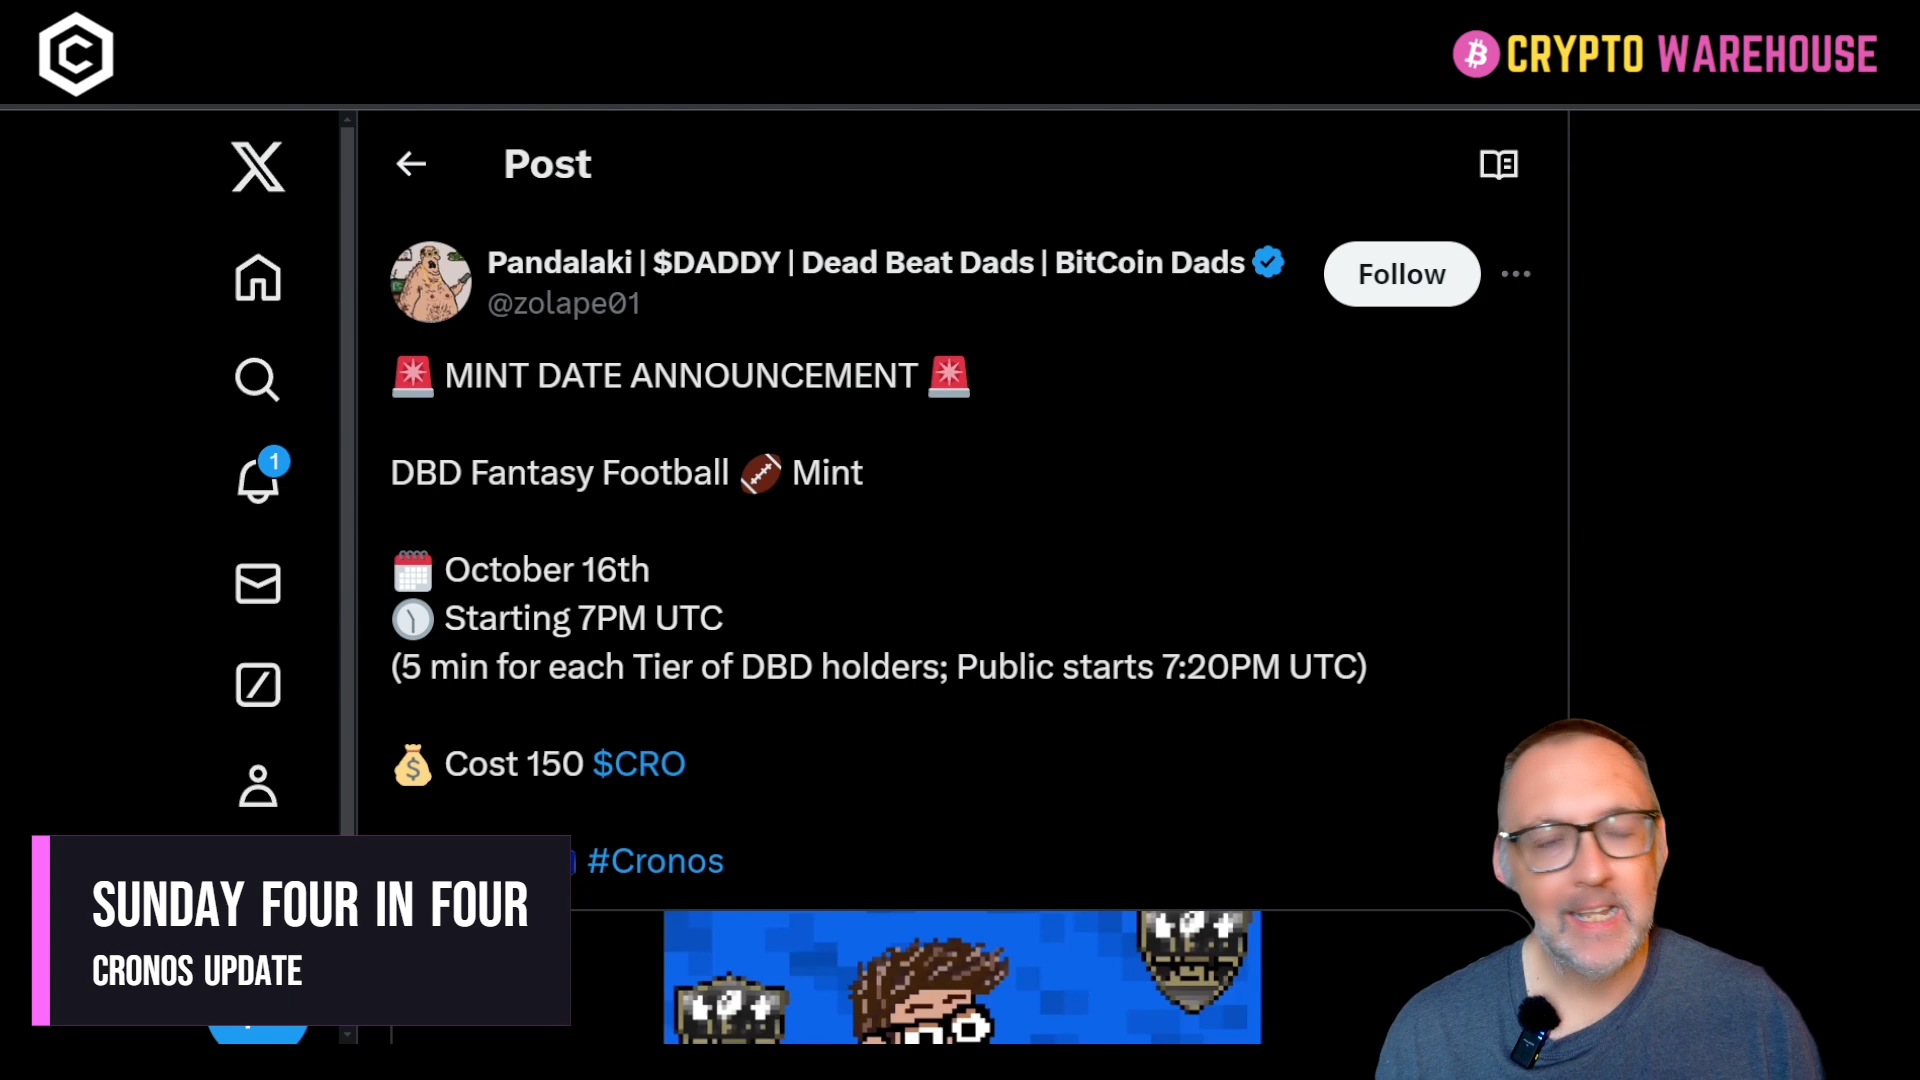 CRYPTO WAREHOUSE
Post
Pandalaki | $DADDY | Dead Beat Dads | BitCoin Dads
@zolape01
Follow
🚨 MINT DATE ANNOUNCEMENT 🚨
DBD Fantasy Football 🏈 Mint
1
🗓️ October 16th
🕦 Starting 7PM UTC
(5 min for each Tier of DBD holders; Public starts 7:20PM UTC)
💰 Cost 150 $CRO
#Cronos
SUNDAY FOUR IN FOUR
CRONOS UPDATE